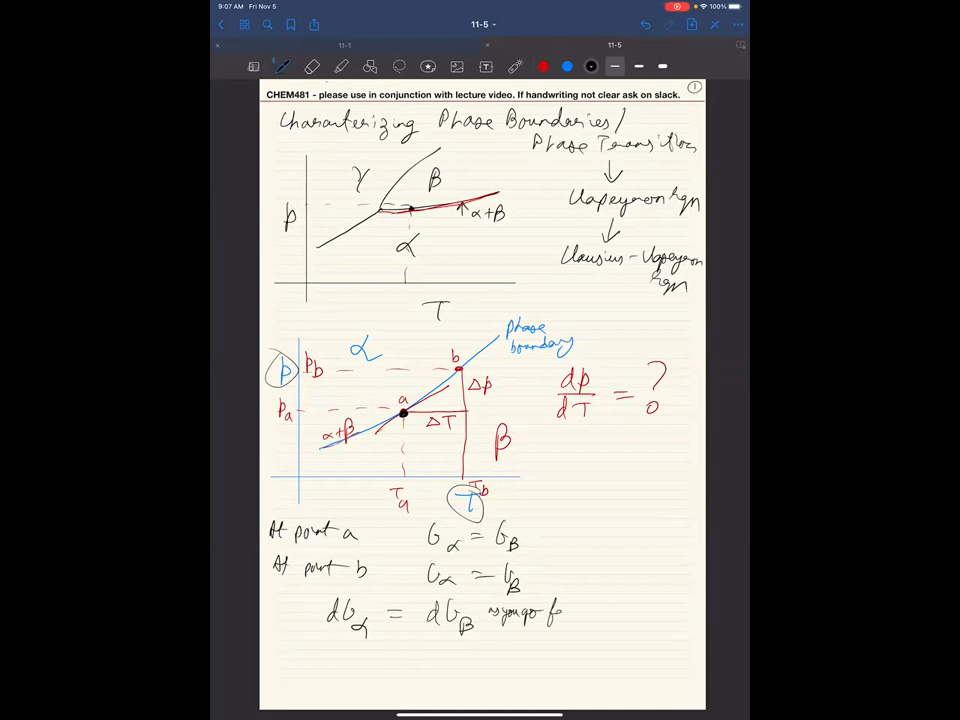 9:07 AM Fri Nov 5
100%
11-5
11-1
11-5
CHEM481 - please use in conjunction with lecture video. If handwriting not clear ask on slack.
1
Characterizing Phase Boundaries /
Phase Transition
Clapeyron Eqn
Clausius - Clapeyron
Eqn
γ
β
p
α+β
α
T
phase
boundary
α
p
Pb
b
Δp
a
Pa
ΔT
α+β
β
Ta
Tb
T
dp
dT
= ?
At point a Gα = Gβ
At point b Gα = Gβ
dGα = dGβ as you go